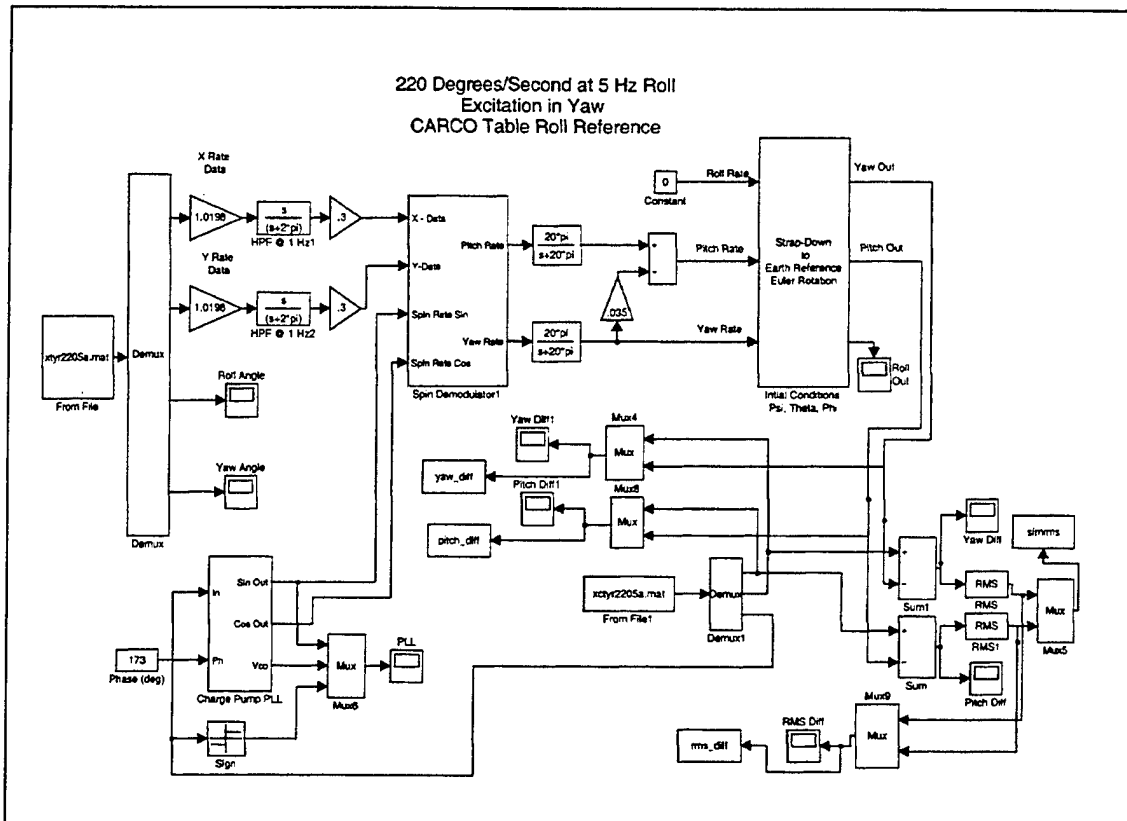 220 Degrees/Second at 5 Hz Roll
Excitation in Yaw
CARCO Table Roll Reference
X Rate
Data
1.0198
s
(s+2*pi)
HPF @ 1 Hz1
.3
Y Rate
Data
1.0198
s
(s+2*pi)
HPF @ 1 Hz2
.3
xtyr2205a.mat
From File
Demux
Demux
Roll Angle
Yaw Angle
X - Data
Y-Data
Spin Rate Sin
Spin Rate Cos
Pitch Rate
Yaw Rate
Spin Demodulator1
20*pi
s+20*pi
20*pi
s+20*pi
.035
+
-
0
Constant
Roll Rate
Pitch Rate
Yaw Rate
Strap-Down
to
Earth Reference
Euler Rotation
Intial Conditions
Psi, Theta, Phi
Yaw Out
Pitch Out
Roll
Out
Yaw Diff1
Mux4
Mux
yaw_diff
Pitch Diff1
Mux8
Mux
pitch_diff
xctyr2205a.mat
From File1
Demux
Demux1
+
-
Sum1
+
-
Sum
Yaw Diff
RMS
RMS
RMS
RMS1
Pitch Diff
simrms
Mux
Mux5
Mux9
Mux
RMS Diff
rms_diff
173
Phase (deg)
In
Ph
Sin Out
Cos Out
Vco
Charge Pump PLL
Sign
Mux
Mux6
PLL